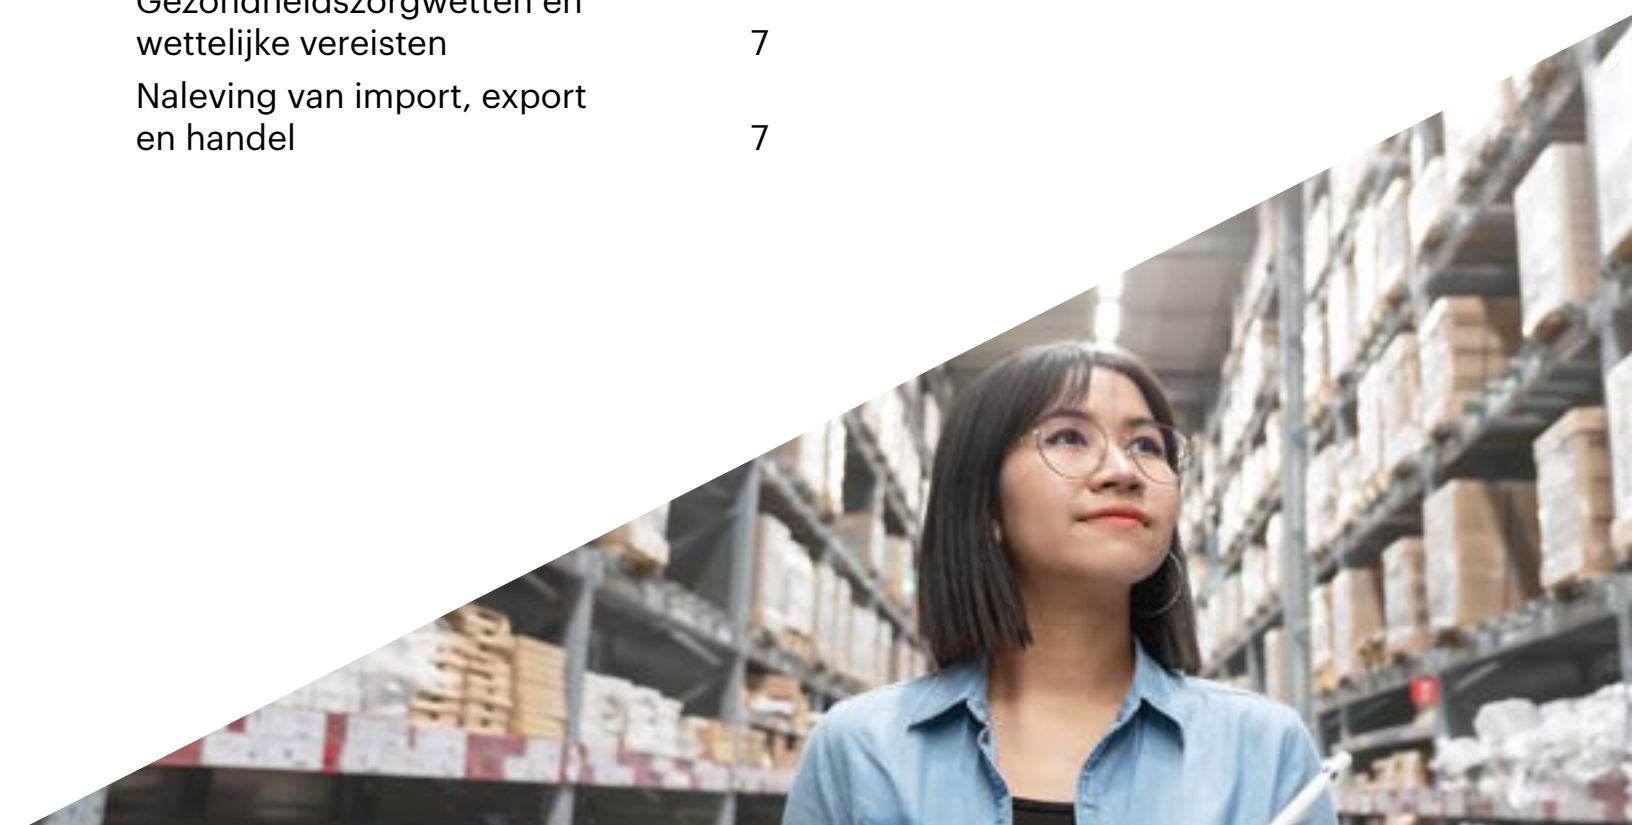 Gezondheidszorgwetten en
wettelijke vereisten 7
Naleving van import, export
en handel 7